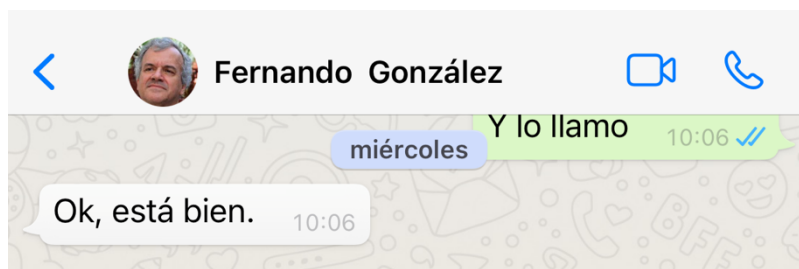 Fernando González
Y lo llamo
10:06
miércoles
Ok, está bien.
10:06